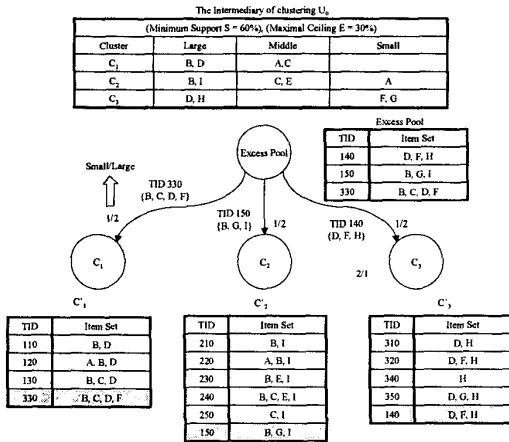 The Intermediary of clustering U₀
(Minimum Support S = 60%), (Maximal Ceiling E = 30%)
Cluster Large Middle Small
C₁ B, D A,C
C₂ B, I C, E A
C₃ D, H F, G
Excess Pool
TID Item Set
140 D, F, H
150 B, G, I
330 B, C, D, F
Excess Pool
Small/Large
TID 330
{B, C, D, F}
1/2
TID 150
{B, G, I}
1/2
TID 140
{D, F, H}
1/2
2/1
C₁
C₂
C₃
C'₁
TID Item Set
110 B, D
120 A, B, D
130 B, C, D
330 B, C, D, F
C'₂
TID Item Set
210 B, I
220 A, B, I
230 B, E, I
240 B, C, E, I
250 C, I
150 B, G, I
C'₃
TID Item Set
310 D, H
320 D, F, H
340 H
350 D, G, H
140 D, F, H